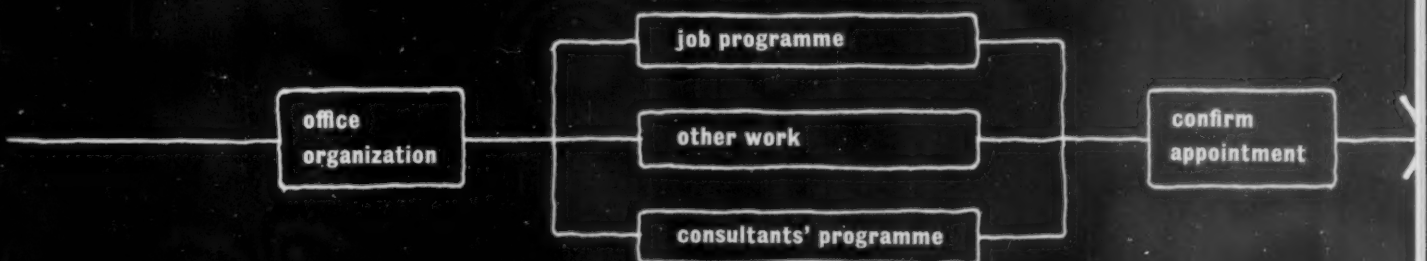 office
organization
job programme
other work
consultants' programme
confirm
appointment